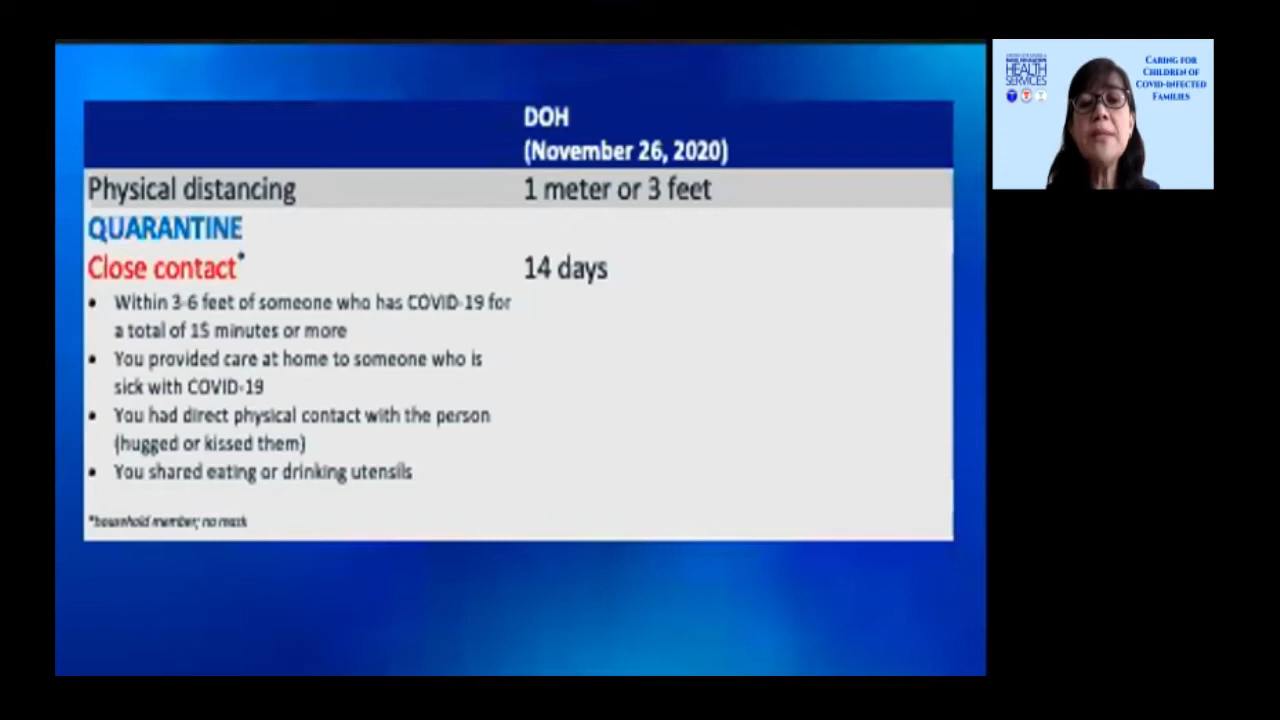 DOH
(November 26, 2020)
Physical distancing 1 meter or 3 feet
QUARANTINE
Close contact* 14 days
• Within 3-6 feet of someone who has COVID-19 for
a total of 15 minutes or more
• You provided care at home to someone who is
sick with COVID-19
• You had direct physical contact with the person
(hugged or kissed them)
• You shared eating or drinking utensils
*household member; no mask
HEALTH
SERVICES
CARING FOR
CHILDREN OF
COVID-INFECTED
FAMILIES